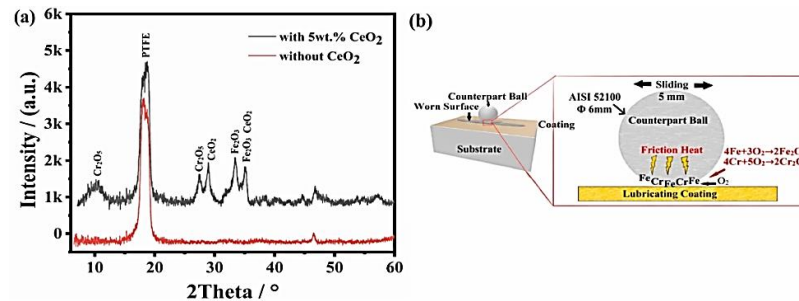 (a)
with 5wt.% CeO₂
without CeO₂
PTFE
Cr₂O₅
Cr₂O₅
CeO₂
Fe₂O₃
Fe₂O₃ CeO₂
Intensity / (a.u.)
6k
5k
4k
3k
2k
1k
0
10
20
30
40
50
60
2Theta / °
(b)
Counterpart Ball
Worn Surface
Coating
Substrate
Sliding
5 mm
AISI 52100
Φ 6mm
Counterpart Ball
Friction Heat
4Fe+3O₂→2Fe₂O
4Cr+5O₂→2Cr₂O
FeCrFeCrFe
O₂
Lubricating Coating